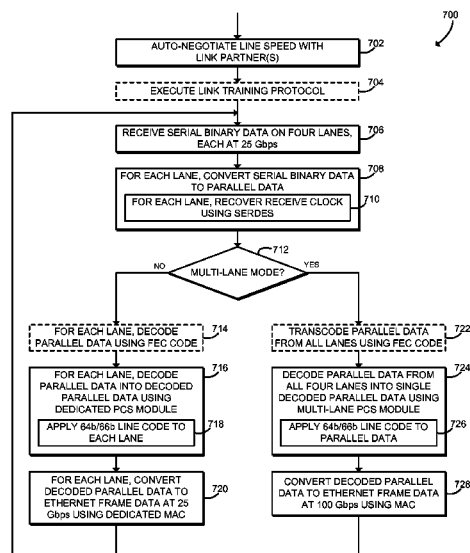 700
AUTO-NEGOTIATE LINE SPEED WITH
LINK PARTNER(S)
702
EXECUTE LINK TRAINING PROTOCOL
704
RECEIVE SERIAL BINARY DATA ON FOUR LANES,
EACH AT 25 Gbps
706
FOR EACH LANE, CONVERT SERIAL BINARY DATA
TO PARALLEL DATA
708
FOR EACH LANE, RECOVER RECEIVE CLOCK
USING SERDES
710
MULTI-LANE MODE?
712
NO
YES
FOR EACH LANE, DECODE
PARALLEL DATA USING FEC CODE
714
FOR EACH LANE, DECODE
PARALLEL DATA INTO DECODED
PARALLEL DATA USING
DEDICATED PCS MODULE
716
APPLY 64b/66b LINE CODE TO
EACH LANE
718
FOR EACH LANE, CONVERT
DECODED PARALLEL DATA TO
ETHERNET FRAME DATA AT 25
Gbps USING DEDICATED MAC
720
TRANSCODE PARALLEL DATA
FROM ALL LANES USING FEC CODE
722
DECODE PARALLEL DATA FROM
ALL FOUR LANES INTO SINGLE
DECODED PARALLEL DATA USING
MULTI-LANE PCS MODULE
724
APPLY 64b/66b LINE CODE TO
PARALLEL DATA
726
CONVERT DECODED PARALLEL
DATA TO ETHERNET FRAME DATA
AT 100 Gbps USING MAC
728